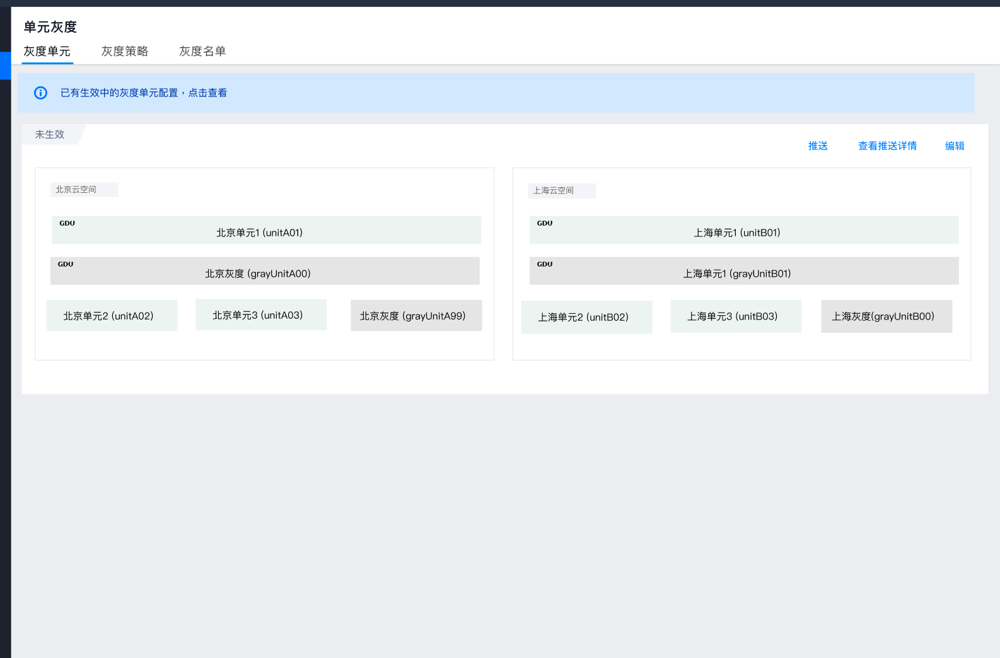 单元灰度
灰度单元 灰度策略 灰度名单
已有生效中的灰度单元配置，点击查看
未生效
推送 查看推送详情 编辑
北京云空间
GDU
北京单元1 (unitA01)
GDU
北京灰度 (grayUnitA00)
北京单元2 (unitA02) 北京单元3 (unitA03) 北京灰度 (grayUnitA99)
上海云空间
GDU
上海单元1 (unitB01)
GDU
上海单元1 (grayUnitB01)
上海单元2 (unitB02) 上海单元3 (unitB03) 上海灰度(grayUnitB00)